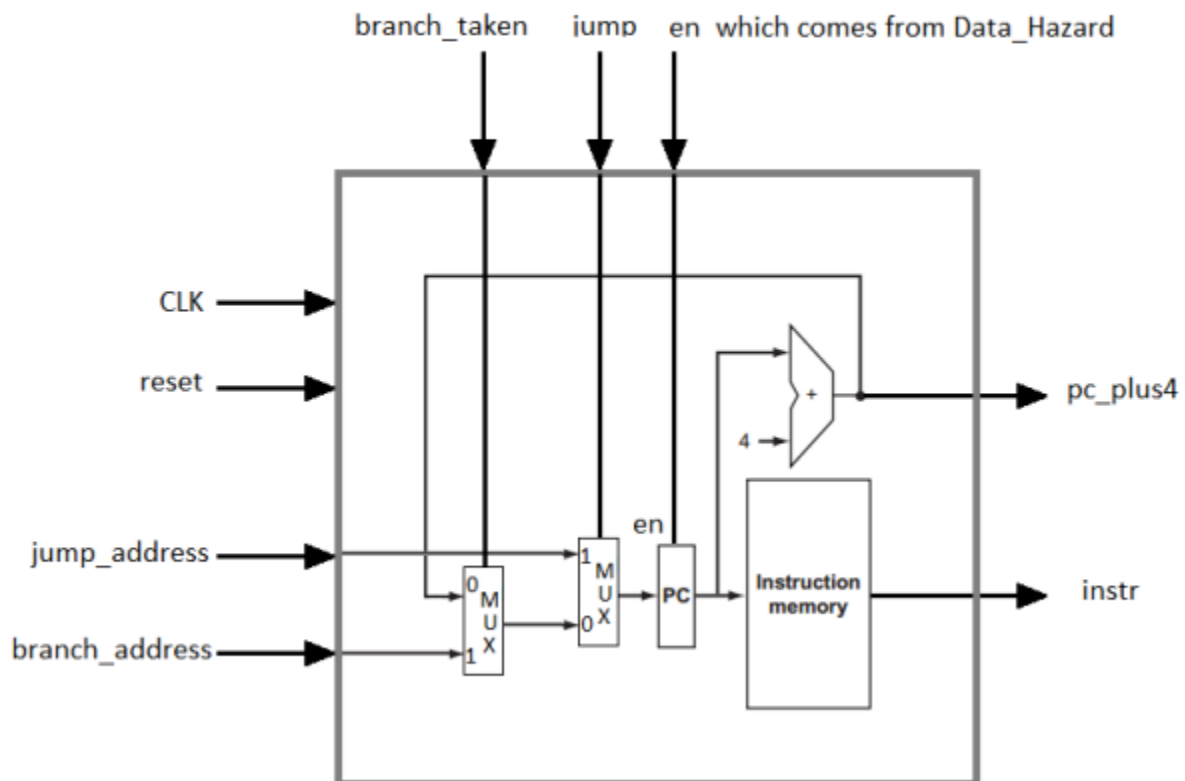 branch_taken jump en which comes from Data_Hazard
CLK
reset
+
pc_plus4
4
en
jump_address
1
M
U
X
0
0
M
U
X
1
PC
Instruction
memory
instr
branch_address